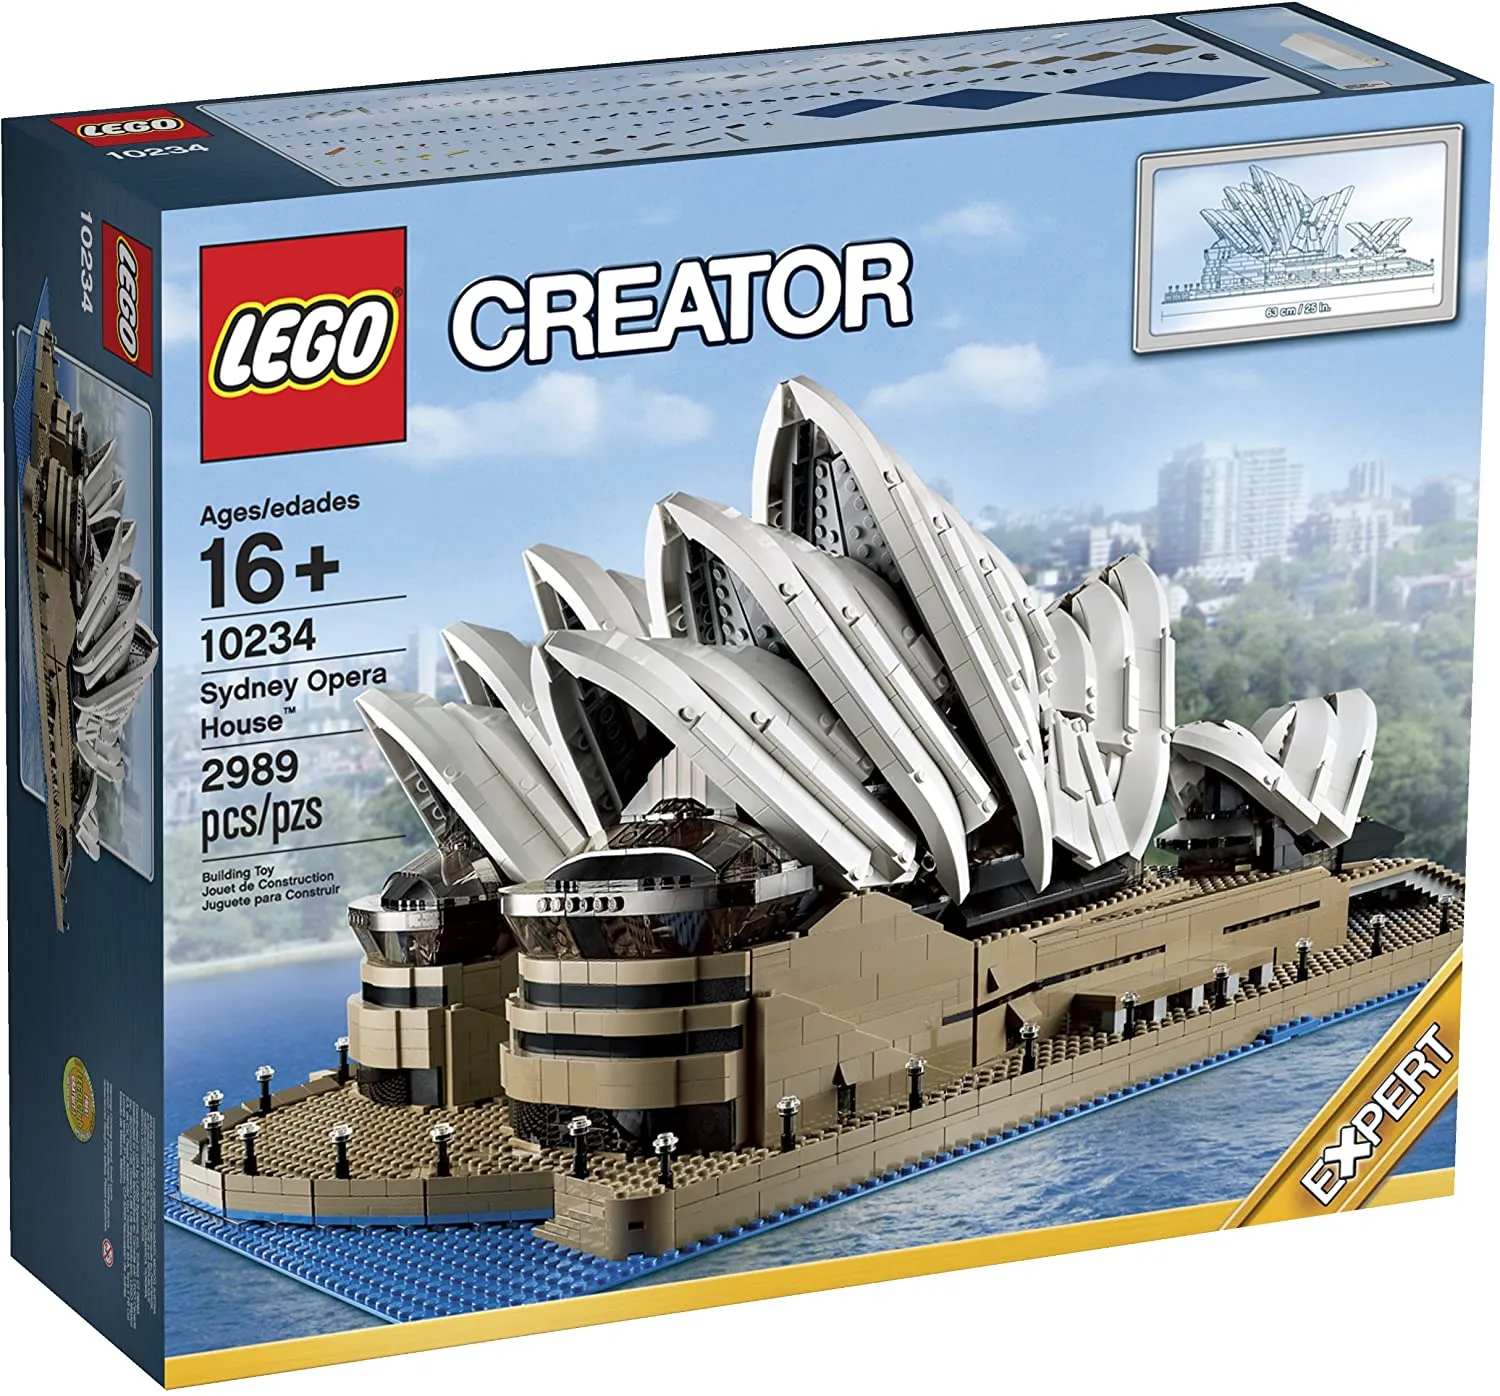 LEGO
10234
LEGO
10234
LEGO®
CREATOR
63 cm / 25 in.
Ages/edades
16+
10234
Sydney Opera
House™
2989
pcs/pzs
Building Toy
Jouet de Construction
Juguete para Construir
EXPERT